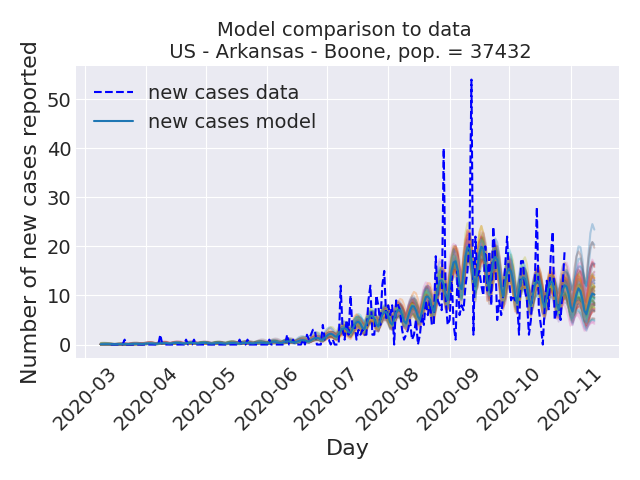 Model comparison to data
US - Arkansas - Boone, pop. = 37432
Number of new cases reported
50
40
30
20
10
0
new cases data
new cases model
2020-03
2020-04
2020-05
2020-06
2020-07
2020-08
2020-09
2020-10
2020-11
Day